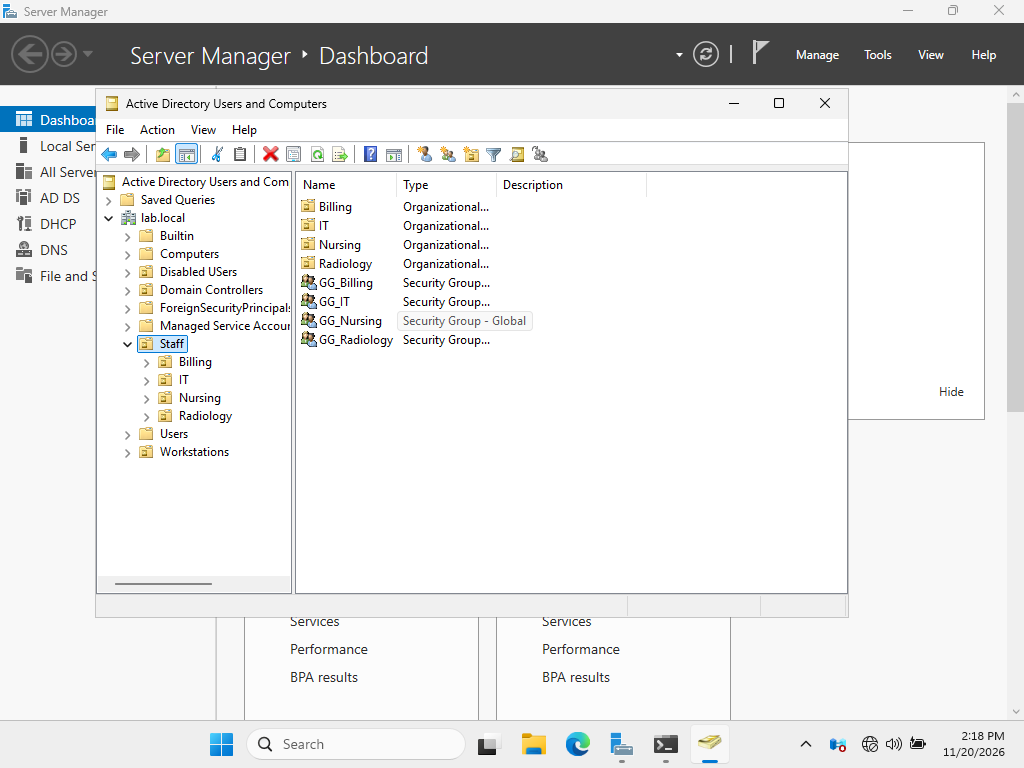 Server Manager
Server Manager • Dashboard
Manage Tools View Help
Dashboa
Local Ser
All Server
AD DS
DHCP
DNS
File and S
Active Directory Users and Computers
File Action View Help
Active Directory Users and Com
Saved Queries
lab.local
Builtin
Computers
Disabled USers
Domain Controllers
ForeignSecurityPrincipals
Managed Service Accour
Staff
Billing
IT
Nursing
Radiology
Users
Workstations
Name Type Description
Billing Organizational...
IT Organizational...
Nursing Organizational...
Radiology Organizational...
GG_Billing Security Group...
GG_IT Security Group...
GG_Nursing Security Group - Global
GG_Radiology Security Group...
Hide
Services
Performance
BPA results
Services
Performance
BPA results
Search
2:18 PM
11/20/2026